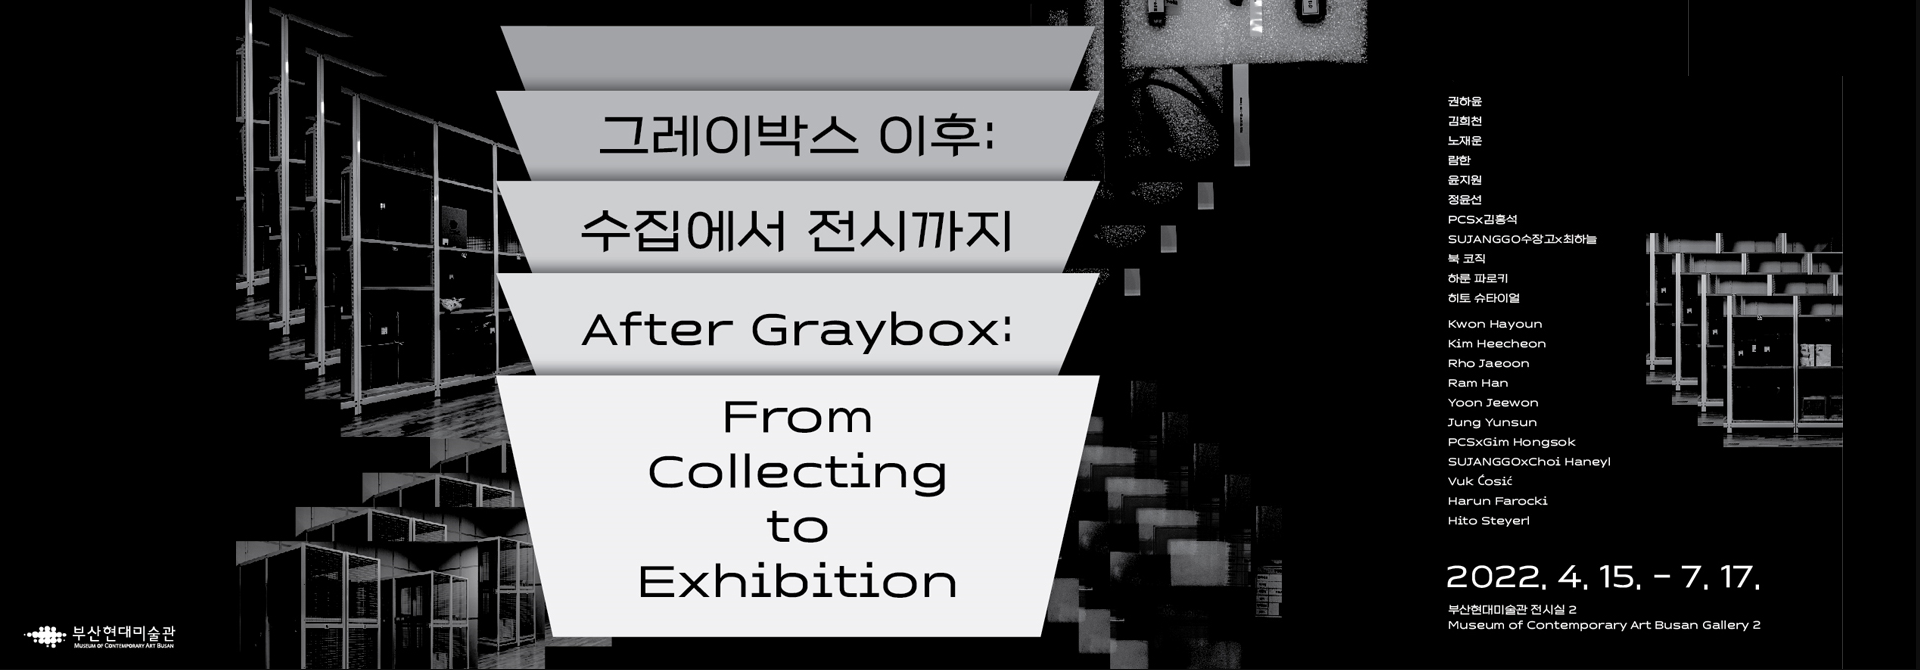 그레이박스 이후:
수집에서 전시까지
After Graybox:
From
Collecting
to
Exhibition
권하윤
김희천
노재운
람한
윤지원
정윤선
PCSx김홍석
SUJANGGO수장고x최하늘
북 코직
하룬 파로키
히토 슈타이얼
Kwon Hayoun
Kim Heecheon
Rho Jaeoon
Ram Han
Yoon Jeewon
Jung Yunsun
PCSxGim Hongsok
SUJANGGOxChoi Haneyl
Vuk Ćosić
Harun Farocki
Hito Steyerl
2022. 4. 15. – 7. 17.
부산현대미술관 전시실 2
Museum of Contemporary Art Busan Gallery 2
부산현대미술관
Museum of Contemporary Art Busan